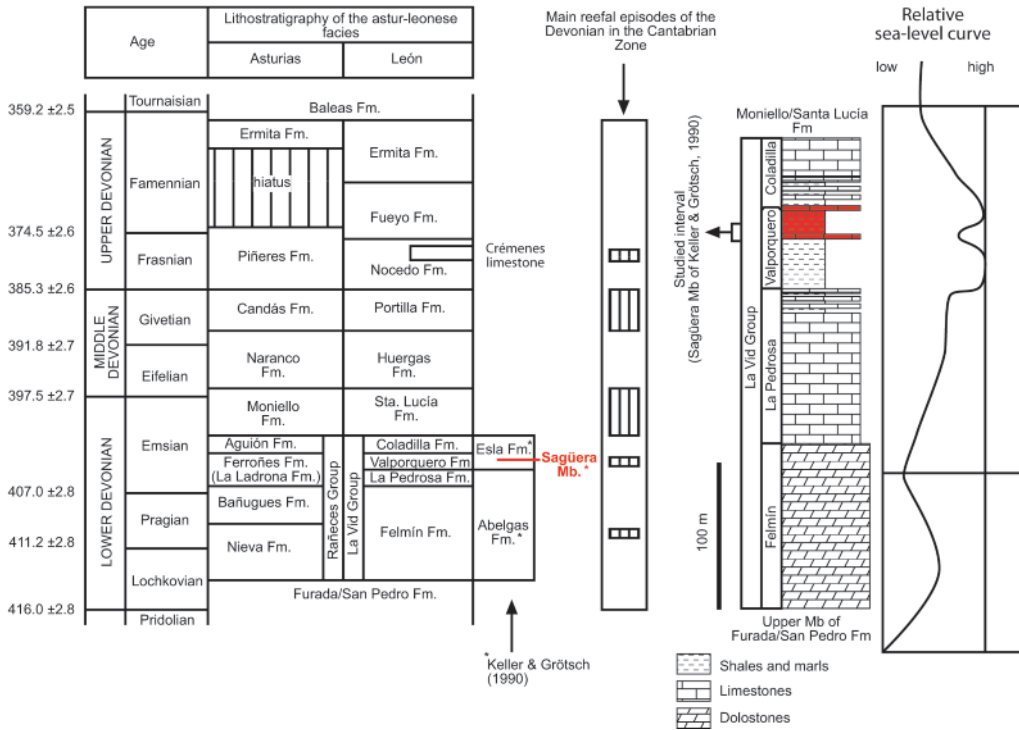 Age
Lithostratigraphy of the astur-leonese
facies
Asturias
León
359.2 ±2.5
374.5 ±2.6
385.3 ±2.6
391.8 ±2.7
397.5 ±2.7
407.0 ±2.8
411.2 ±2.8
416.0 ±2.8
UPPER DEVONIAN
MIDDLE
DEVONIAN
LOWER DEVONIAN
Tournaisian
Famennian
Frasnian
Givetian
Eifelian
Emsian
Pragian
Lochkovian
Pridolian
Baleas Fm.
Ermita Fm.
hiatus
Piñeres Fm.
Candás Fm.
Naranco
Fm.
Moniello
Fm.
Aguión Fm.
Ferroñes Fm.
(La Ladrona Fm.)
Bañugues Fm.
Nieva Fm.
Rañeces Group
La Vid Group
Ermita Fm.
Fueyo Fm.
Nocedo Fm.
Crémenes
limestone
Portilla Fm.
Huergas
Fm.
Sta. Lucía
Fm.
Coladilla Fm.
Valporquero Fm
La Pedrosa Fm.
Felmín Fm.
Esla Fm.*
Abelgas
Fm.*
Sagüera
Mb. *
Furada/San Pedro Fm.
*Keller & Grötsch
(1990)
Main reefal episodes of the
Devonian in the Cantabrian
Zone
Studied interval
(Sagüera Mb of Keller & Grötsch, 1990)
100 m
Moniello/Santa Lucía
Fm
La Vid Group
Coladilla
Valporquero
La Pedrosa
Felmín
Upper Mb of
Furada/San Pedro Fm
Shales and marls
Limestones
Dolostones
Relative
sea-level curve
low
high